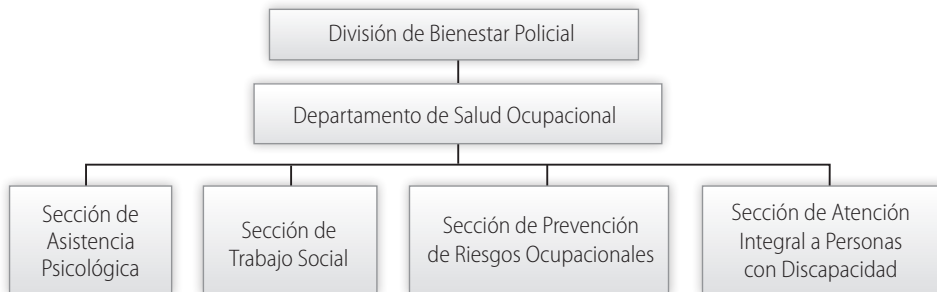 División de Bienestar Policial
Departamento de Salud Ocupacional
Sección de
Asistencia
Psicológica
Sección de
Trabajo Social
Sección de Prevención
de Riesgos Ocupacionales
Sección de Atención
Integral a Personas
con Discapacidad